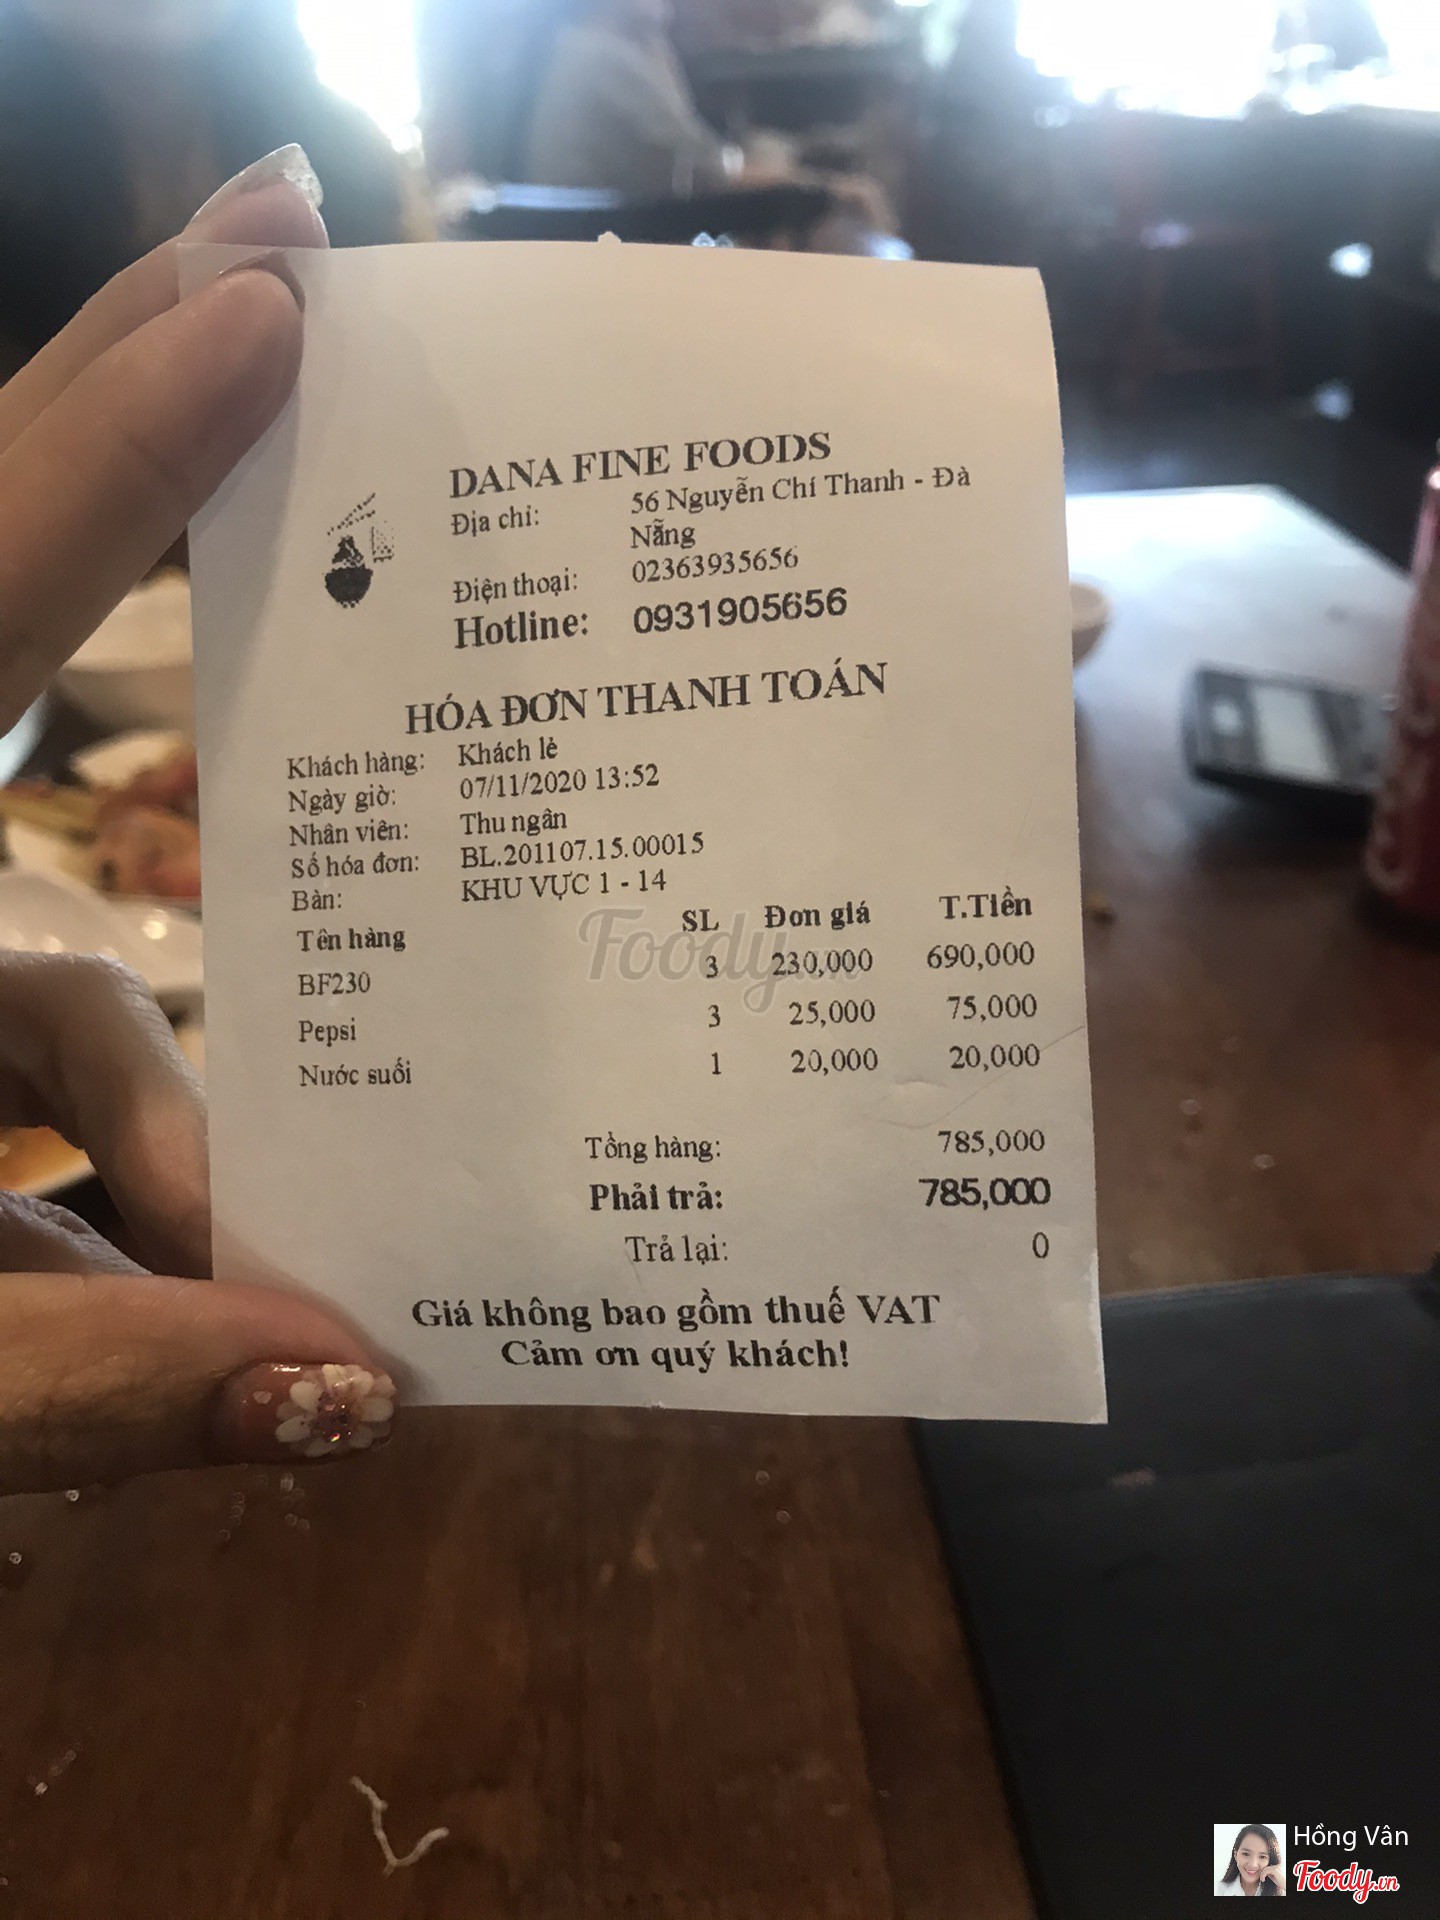 DANA FINE FOODS
Địa chỉ: 56 Nguyễn Chí Thanh - Đà
Nẵng
Điện thoại: 02363935656
Hotline: 0931905656
HÓA ĐƠN THANH TOÁN
Khách hàng: Khách lẻ
Ngày giờ: 07/11/2020 13:52
Nhân viên: Thu ngân
Số hóa đơn: BL.201107.15.00015
Bàn: KHU VỰC 1 - 14
Tên hàng SL Đơn giá T.Tiền
BF230 3 230,000 690,000
Pepsi 3 25,000 75,000
Nước suối 1 20,000 20,000
Foody.vn
Tổng hàng: 785,000
Phải trả: 785,000
Trả lại: 0
Giá không bao gồm thuế VAT
Cảm ơn quý khách!
Hồng Vân
Foody.vn